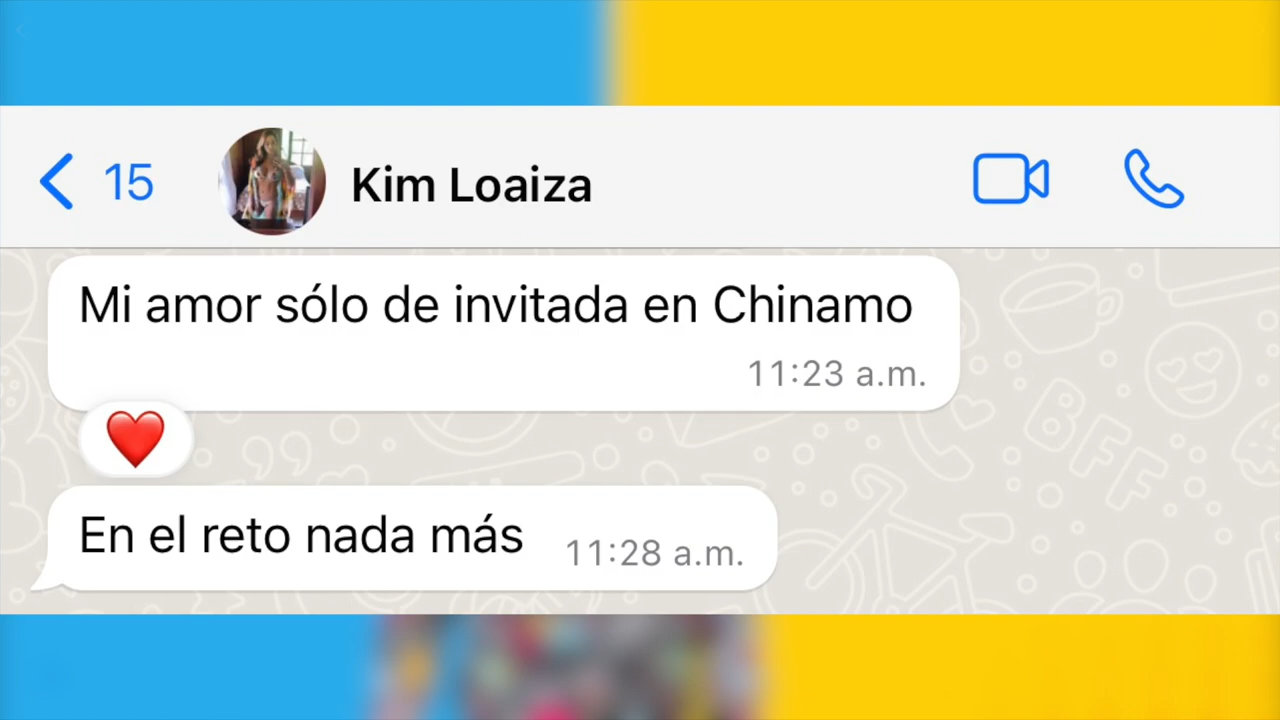 15
Kim Loaiza
Mi amor sólo de invitada en Chinamo
11:23 a.m.
En el reto nada más 11:28 a.m.
BFF